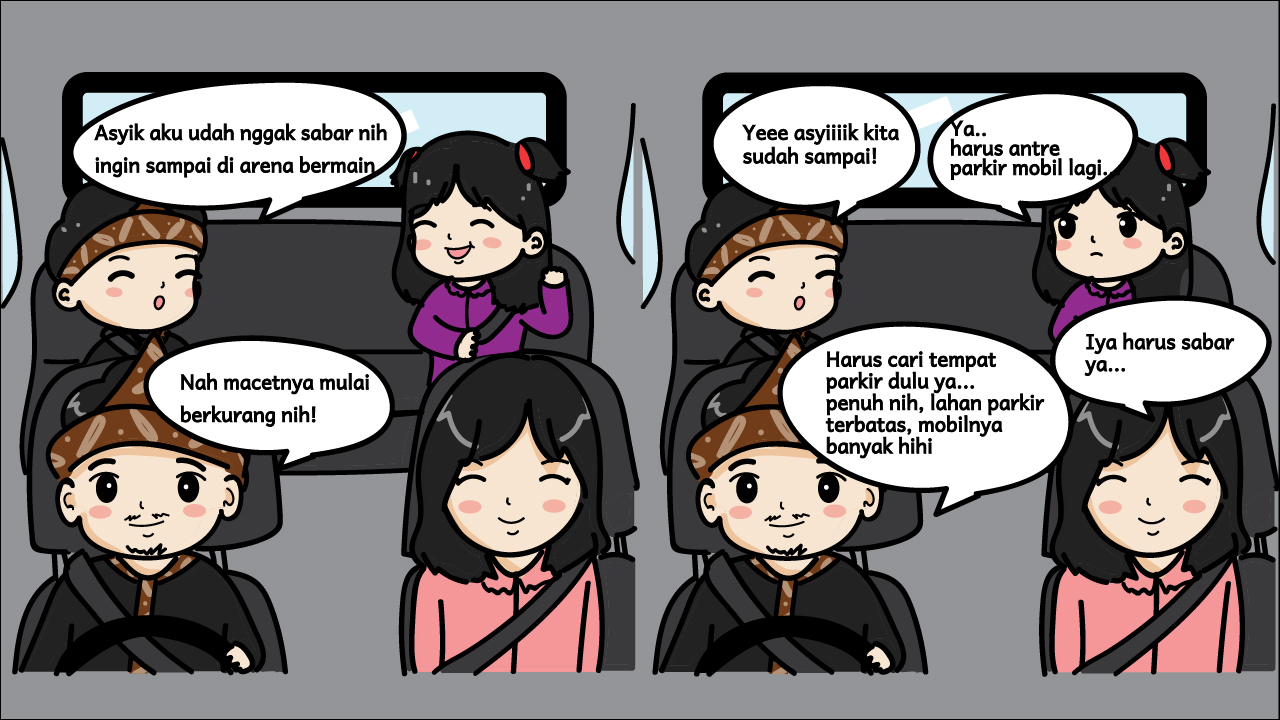 Asyik aku udah nggak sabar nih
ingin sampai di arena bermain
Nah macetnya mulai
berkurang nih!
Yeee asyiiiik kita
sudah sampai!
Ya..
harus antre
parkir mobil lagi..
Iya harus sabar
ya...
Harus cari tempat
parkir dulu ya...
penuh nih, lahan parkir
terbatas, mobilnya
banyak hihi